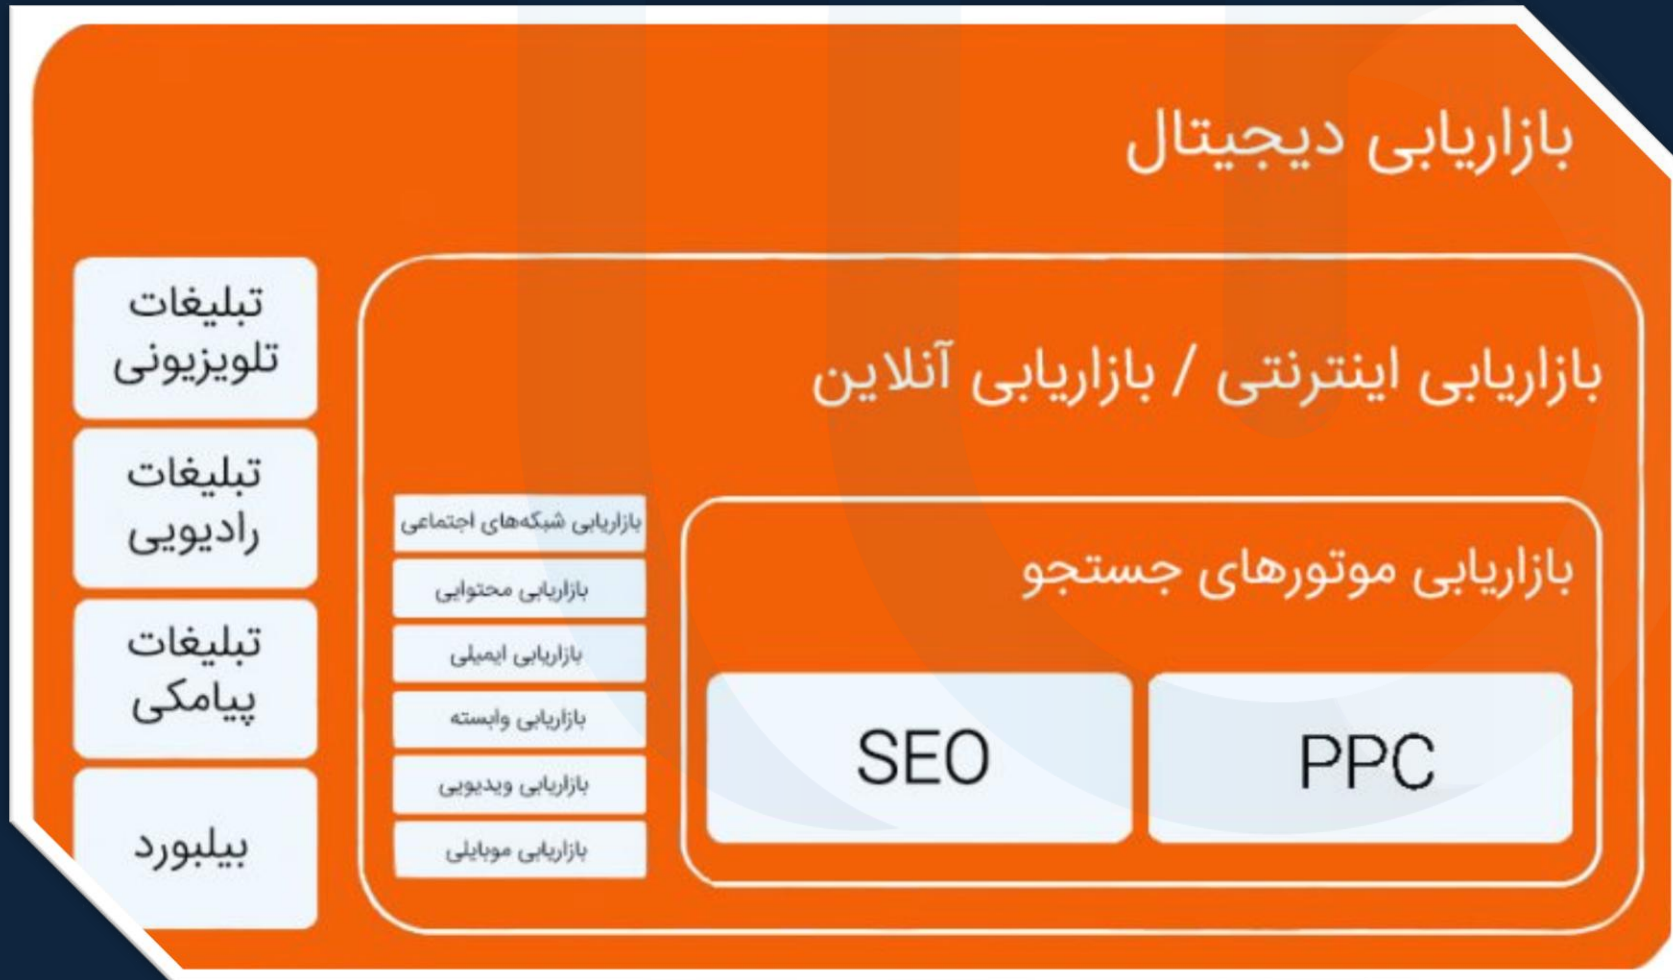 بازاریابی دیجیتال
بازاریابی اینترنتی / بازاریابی آنلاین
بازاریابی موتورهای جستجو
PPC
SEO
بازاریابی شبکه‌های اجتماعی
بازاریابی محتوایی
بازاریابی ایمیلی
بازاریابی وابسته
بازاریابی ویدیویی
بازاریابی موبایلی
تبلیغات
تلویزیونی
تبلیغات
رادیویی
تبلیغات
پیامکی
بیلبورد